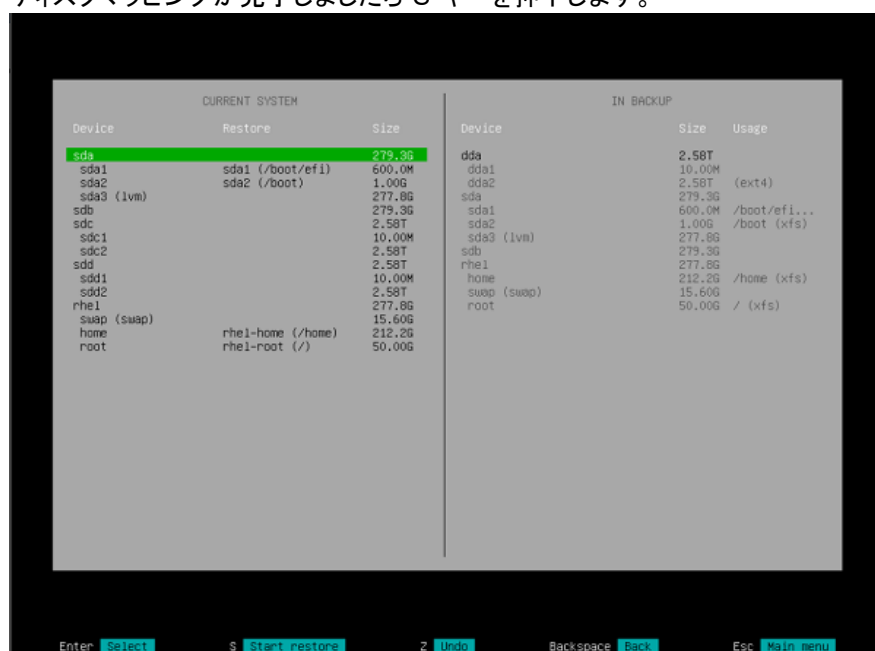 ディスクマッピングが完了しましたら S キーを押下します。
CURRENT SYSTEM
Device Restore Size
sda 279.3G
sda1 sda1 (/boot/efi) 600.0M
sda2 sda2 (/boot) 1.00G
sda3 (lvm) 277.8G
sdb 279.3G
sdc 2.58T
sdc1 10.00M
sdc2 2.58T
sdd 2.58T
sdd1 10.00M
sdd2 2.58T
rhel 277.8G
swap (swap) 15.60G
home rhel-home (/home) 212.2G
root rhel-root (/) 50.00G
IN BACKUP
Device Size Usage
dda 2.58T
dda1 10.00M
dda2 2.58T (ext4)
sda 279.3G
sda1 600.0M /boot/efi...
sda2 1.00G /boot (xfs)
sda3 (lvm) 277.8G
sdb 279.3G
rhel 277.8G
home 212.2G /home (xfs)
swap (swap) 15.60G
root 50.00G / (xfs)
Enter Select S Start restore Z Undo Backspace Back Esc Main menu